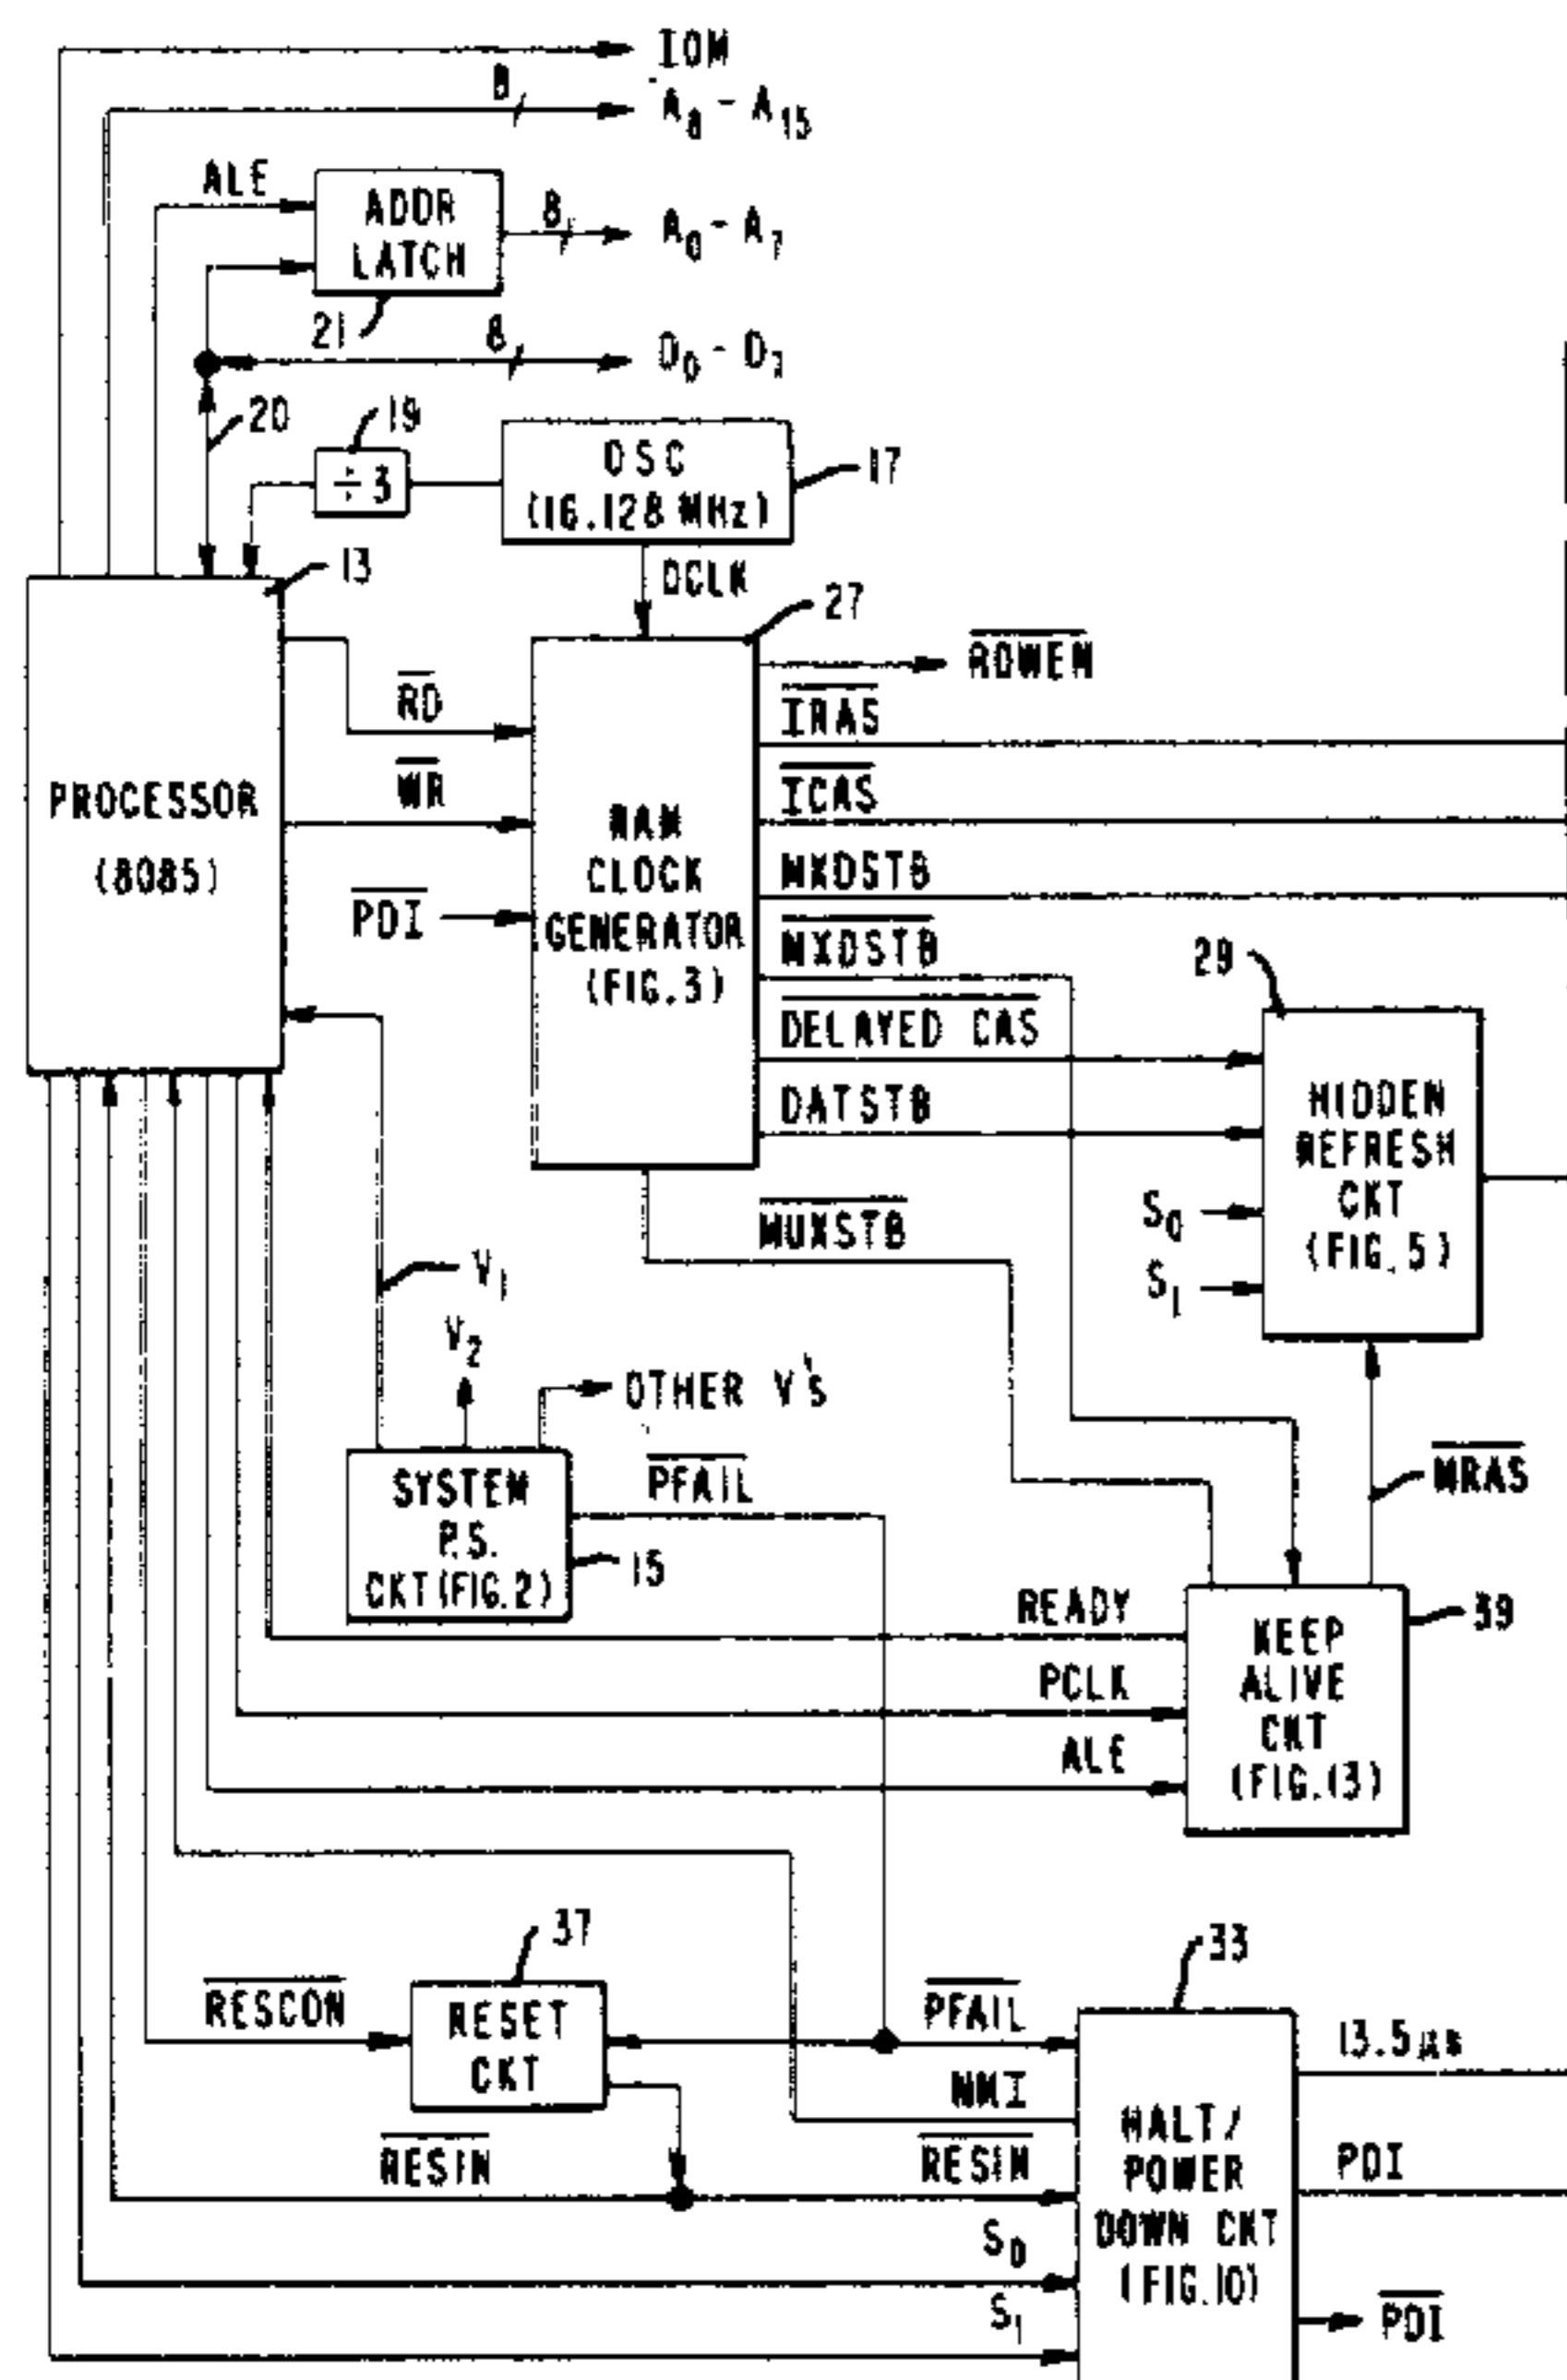 IOM
8
A8 - A15
ALE
ADDR
LATCH
8
A0 - A7
21
8
D0 - D7
20
19
÷3
OSC
(16.128 MHz)
17
13
DCLK
27
PROCESSOR
(8085)
RD
WR
PDI
RAM
CLOCK
GENERATOR
(FIG. 3)
RDWEN
IRAS
ICAS
MXDSTB
MXDSTB
DELAYED CAS
DATSTB
MUXSTB
29
HIDDEN
REFRESH
CKT
(FIG. 5)
S0
S1
V1
V2
OTHER V'S
SYSTEM
P.S.
CKT (FIG. 2)
PFAIL
15
MRAS
READY
PCLK
ALE
39
KEEP
ALIVE
CKT
(FIG. 13)
37
RESCON
RESET
CKT
33
PFAIL
NMI
RESIN
RESIN
S0
S1
HALT/
POWER
DOWN CKT
(FIG. 10)
13.5 µs
PDI
PDI